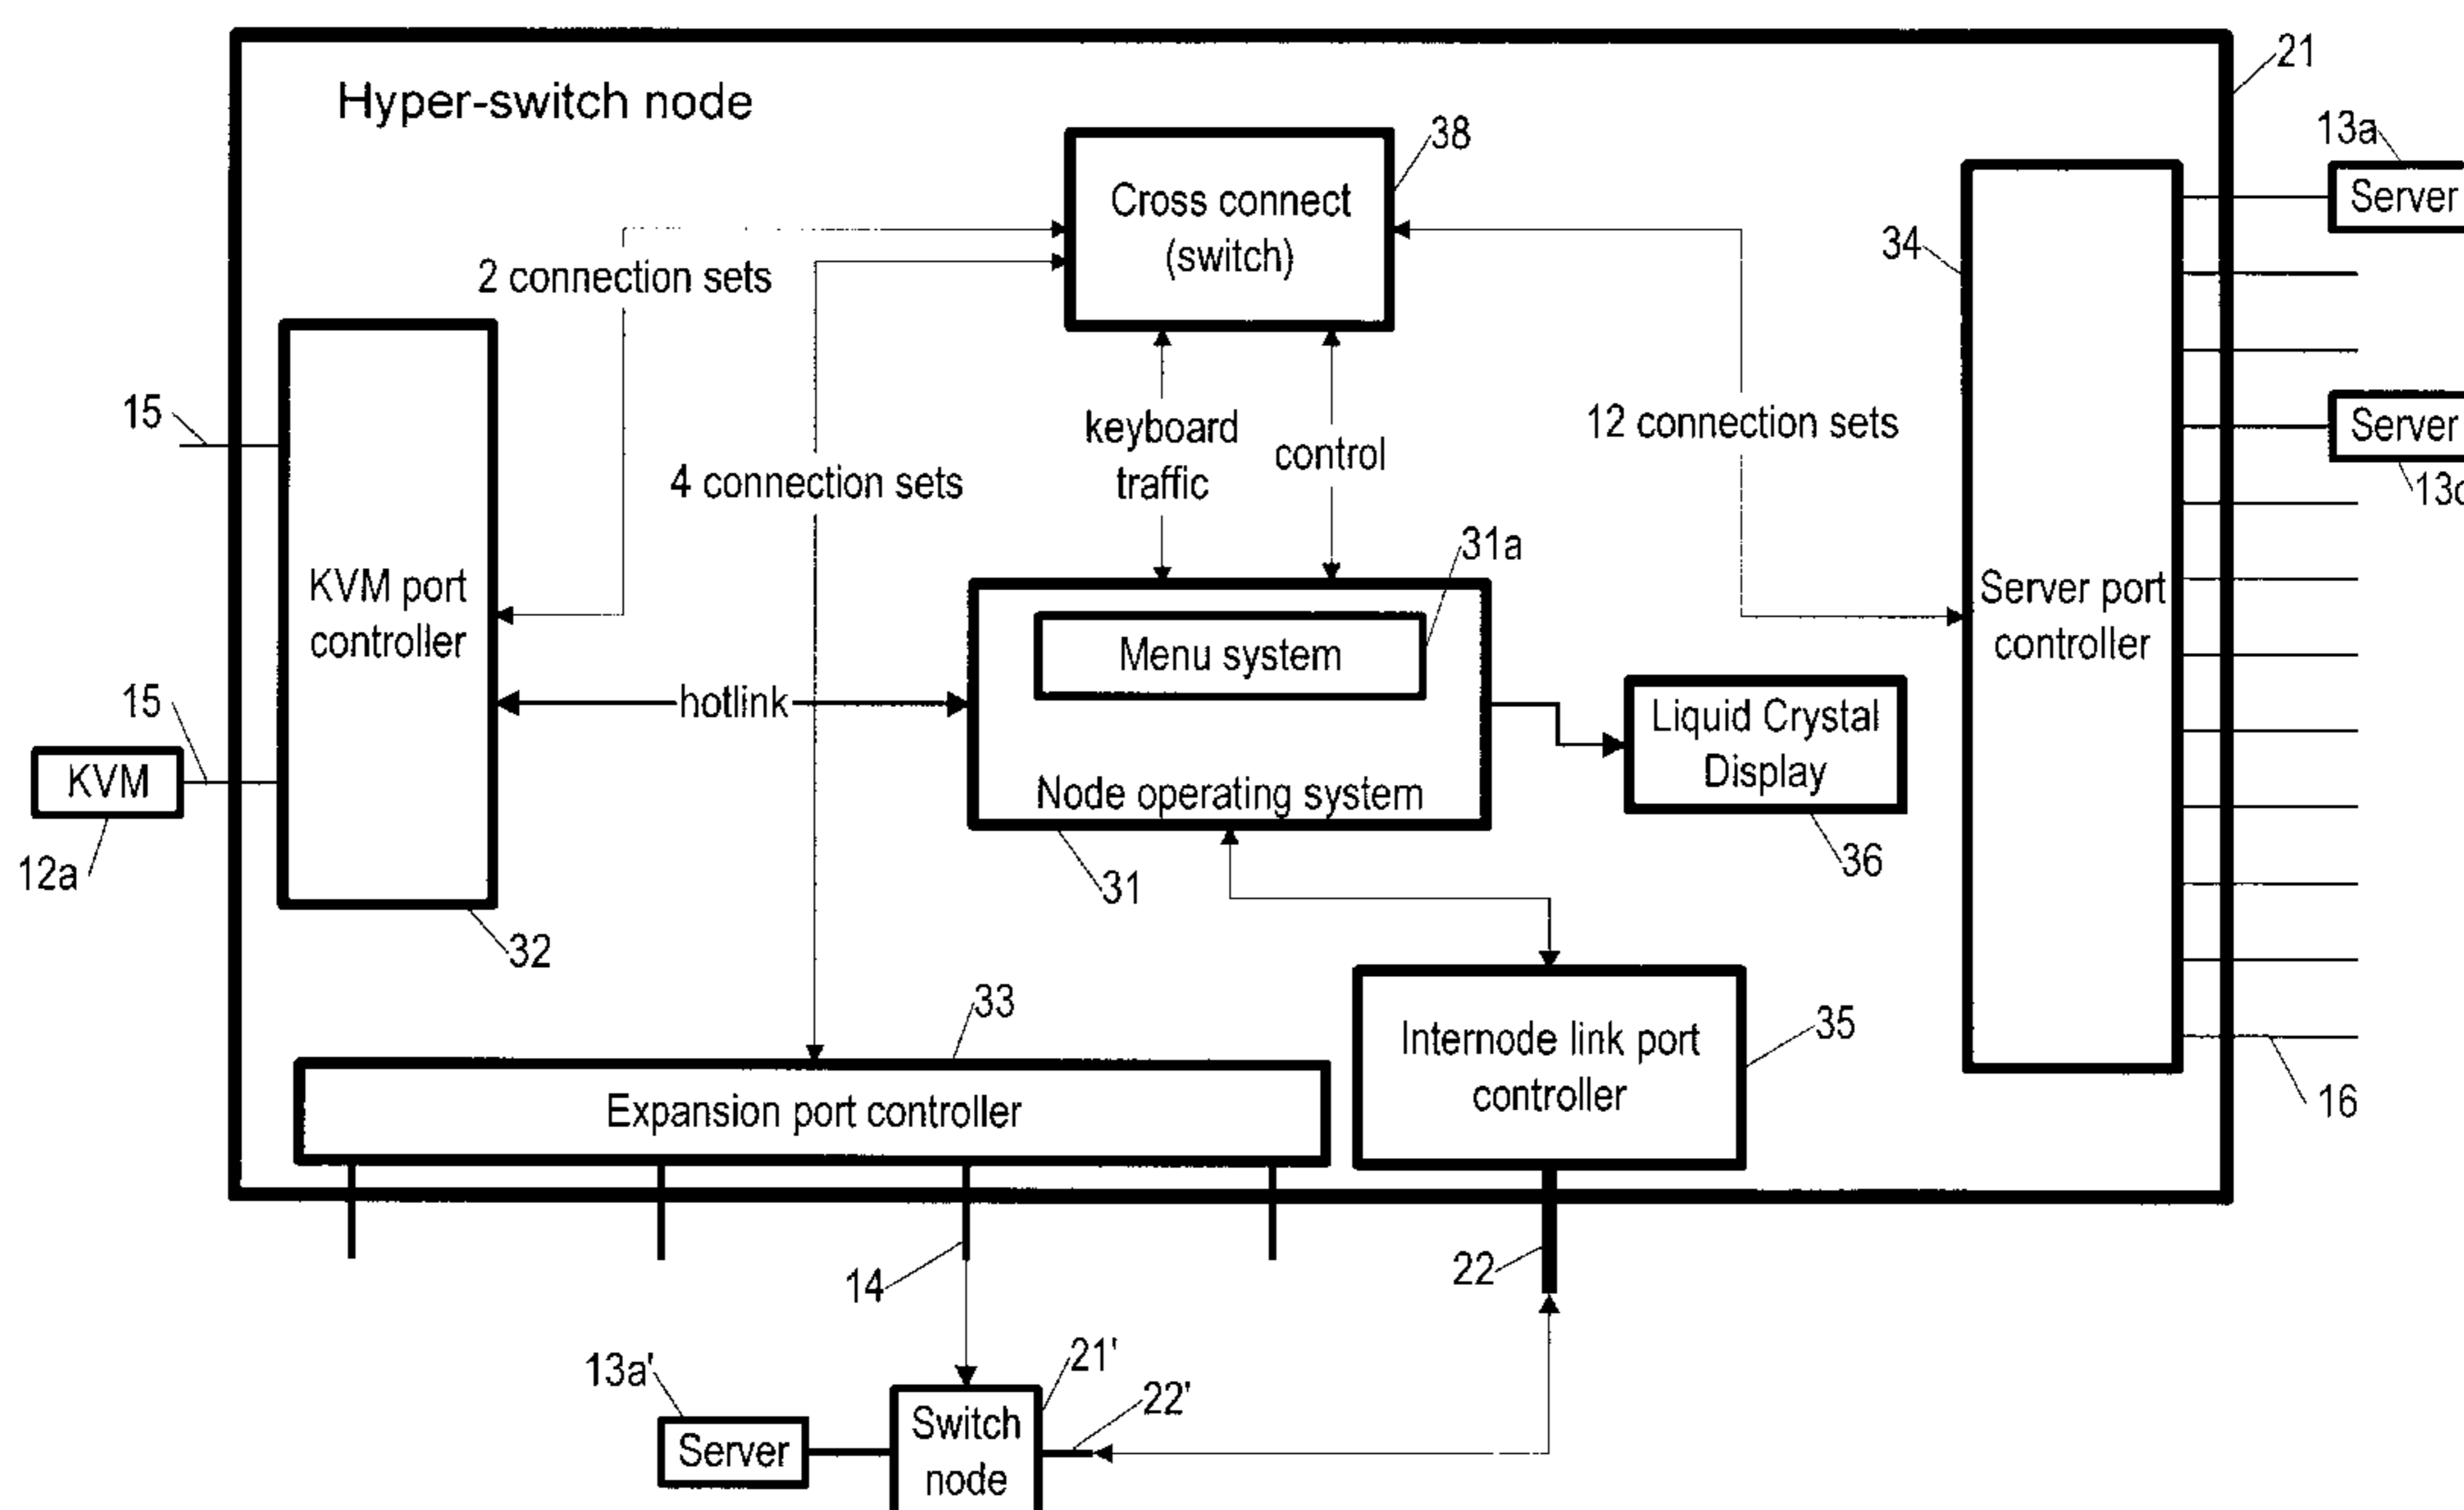 Hyper-switch node
21
13a
Server
38
Cross connect
(switch)
34
2 connection sets
15
keyboard
traffic
control
12 connection sets
Server
4 connection sets
31a
KVM port
controller
Server port
controller
Menu system
15
hotlink
Liquid Crystal
Display
KVM
Node operating system
12a
31
36
32
33
Internode link port
controller
35
Expansion port controller
16
14
22
13a'
21'
22'
Server
Switch
node